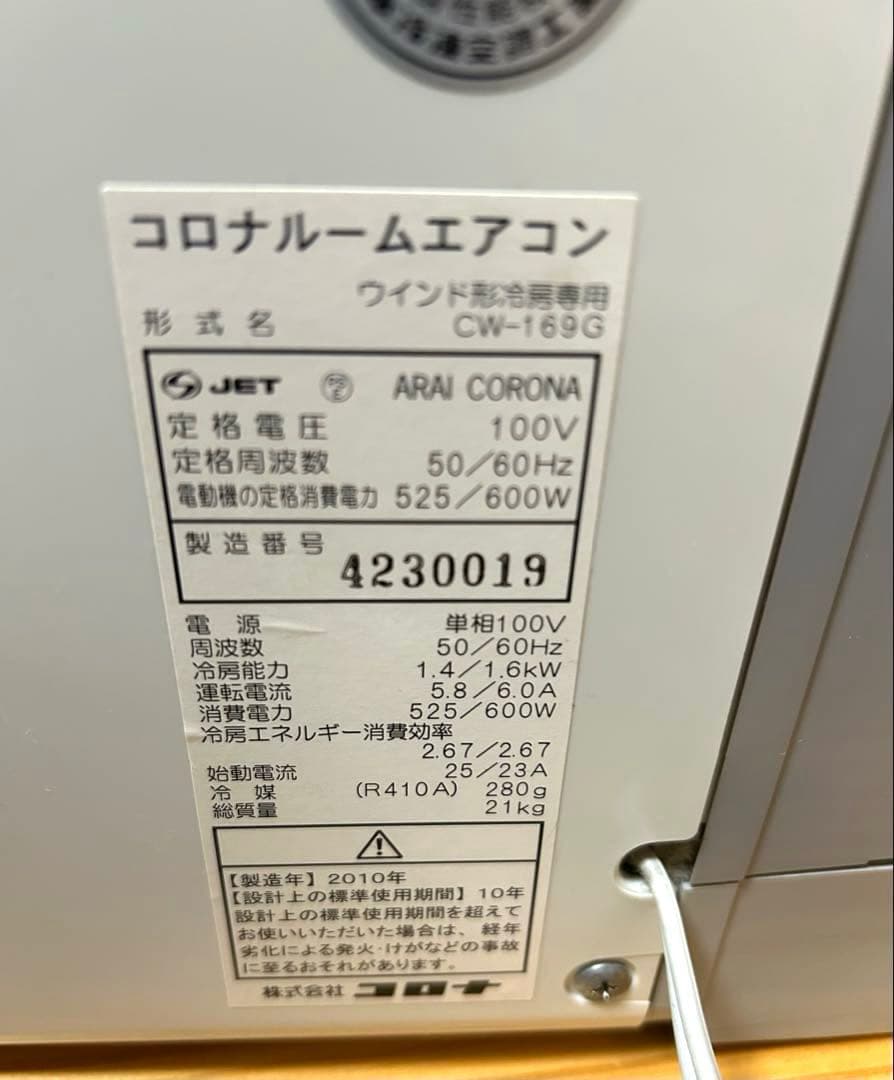 冷凍空調工業
コロナルームエアコン
ウインド形冷房専用
形式名 CW-169G
JET PSE ARAI CORONA
定格電圧 100V
定格周波数 50/60Hz
電動機の定格消費電力 525/600W
製造番号 4230019
電源 単相100V
周波数 50/60Hz
冷房能力 1.4/1.6kW
運転電流 5.8/6.0A
消費電力 525/600W
冷房エネルギー消費効率
2.67/2.67
始動電流 25/23A
冷媒 (R410A) 280g
総質量 21kg
【製造年】2010年
【設計上の標準使用期間】10年
設計上の標準使用期間を超えて
お使いいただいた場合は、経年
劣化による発火・けがなどの事故
に至るおそれがあります。
株式会社 コロナ